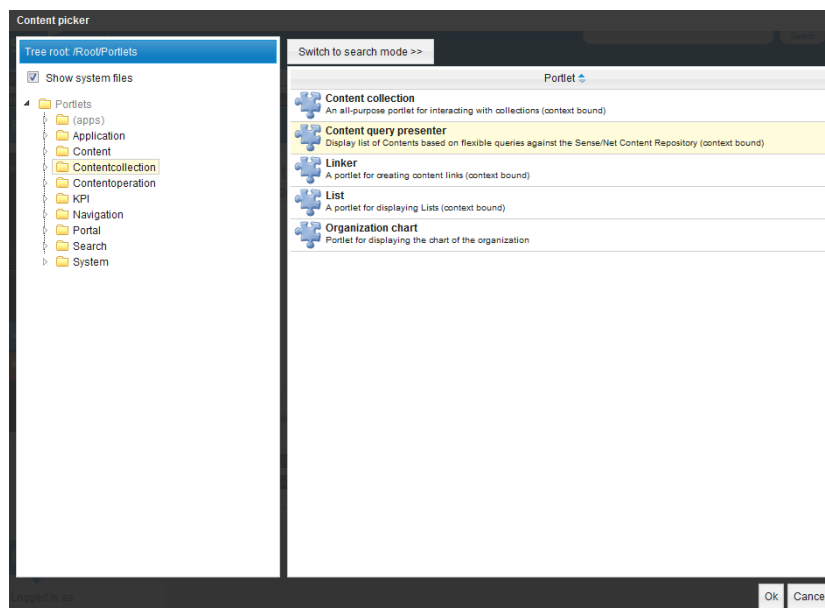 Content picker
Tree root: /Root/Portlets
Show system files
Portlets
(apps)
Application
Content
Contentcollection
Contentoperation
KPI
Navigation
Portal
Search
System
Switch to search mode >>
Search
Portlet
Content collection
An all-purpose portlet for interacting with collections (context bound)
Content query presenter
Display list of Contents based on flexible queries against the Sense/Net Content Repository (context bound)
Linker
A portlet for creating content links (context bound)
List
A portlet for displaying Lists (context bound)
Organization chart
Portlet for displaying the chart of the organization
Logged in as
Ok
Cance